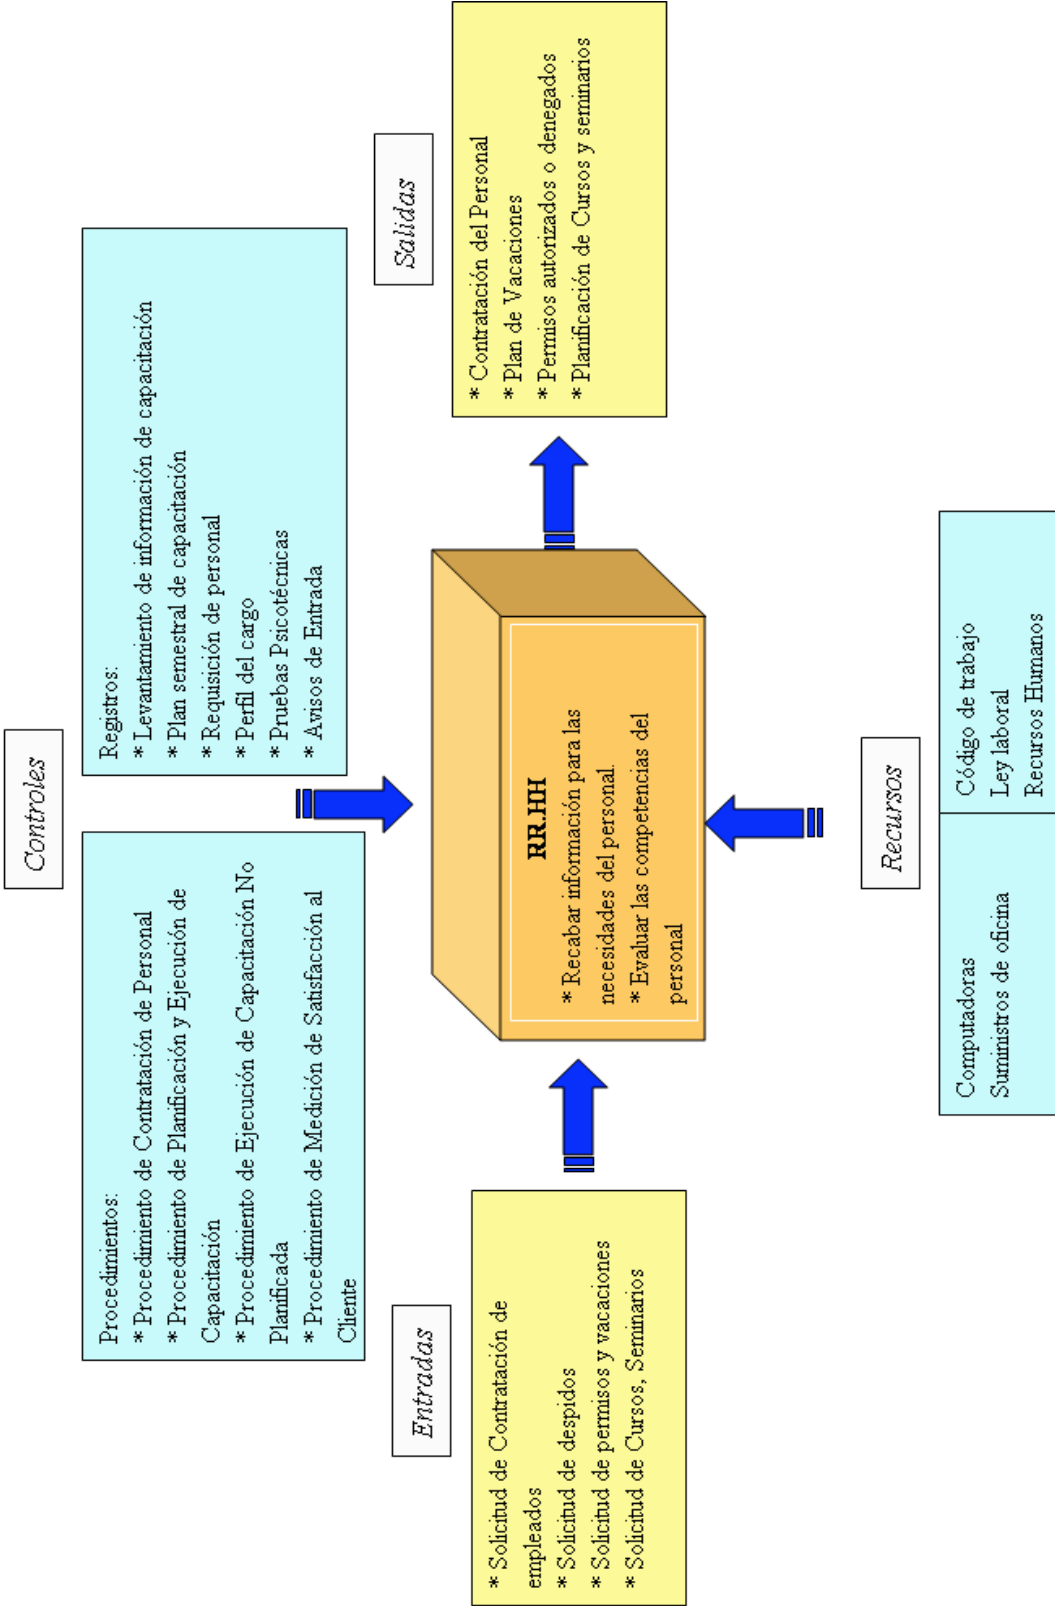 Controles
Procedimientos:
* Procedimiento de Contratación de Personal
* Procedimiento de Planificación y Ejecución de
Capacitación
* Procedimiento de Ejecución de Capacitación No
Planificada
* Procedimiento de Medición de Satisfacción al
Cliente
Registros:
* Levantamiento de información de capacitación
* Plan semestral de capacitación
* Requisición de personal
* Perfil del cargo
* Pruebas Psicotécnicas
* Avisos de Entrada
Entradas
* Solicitud de Contratación de
empleados
* Solicitud de despidos
* Solicitud de permisos y vacaciones
* Solicitud de Cursos, Seminarios
RR.HH
* Recabar información para las
necesidades del personal.
* Evaluar las competencias del
personal
Salidas
* Contratación del Personal
* Plan de Vacaciones
* Permisos autorizados o denegados
* Planificación de Cursos y seminarios
Recursos
Computadoras
Suministros de oficina
Código de trabajo
Ley laboral
Recursos Humanos